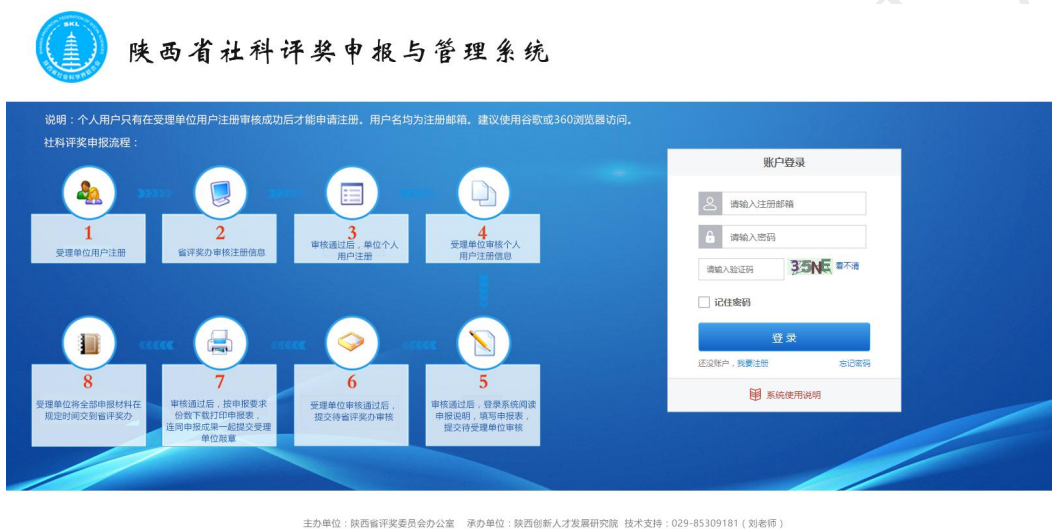 SKL
陕西省社科评奖申报与管理系统
说明：个人用户只有在受理单位用户注册审核成功后才能申请注册。用户名均为注册邮箱。建议使用谷歌或360浏览器访问。
社科评奖申报流程：
1
受理单位用户注册
2
省评奖办审核注册信息
3
审核通过后，单位个人
用户注册
4
受理单位审核个人
用户注册信息
8
受理单位将全部申报材料在
规定时间交到省评奖办
7
审核通过后，按申报要求
份数下载打印申报表，
连同申报成果一起提交受理
单位敲章
6
受理单位审核通过后，
提交待省评奖办审核
5
审核通过后，登录系统阅读
申报说明，填写申报表，
提交待受理单位审核
账户登录
请输入注册邮箱
请输入密码
请输入验证码 35NE 看不清
记住密码
登录
还没账户，我要注册 忘记密码
系统使用说明
主办单位：陕西省评奖委员会办公室 承办单位：陕西创新人才发展研究院 技术支持：029-85309181（刘老师）